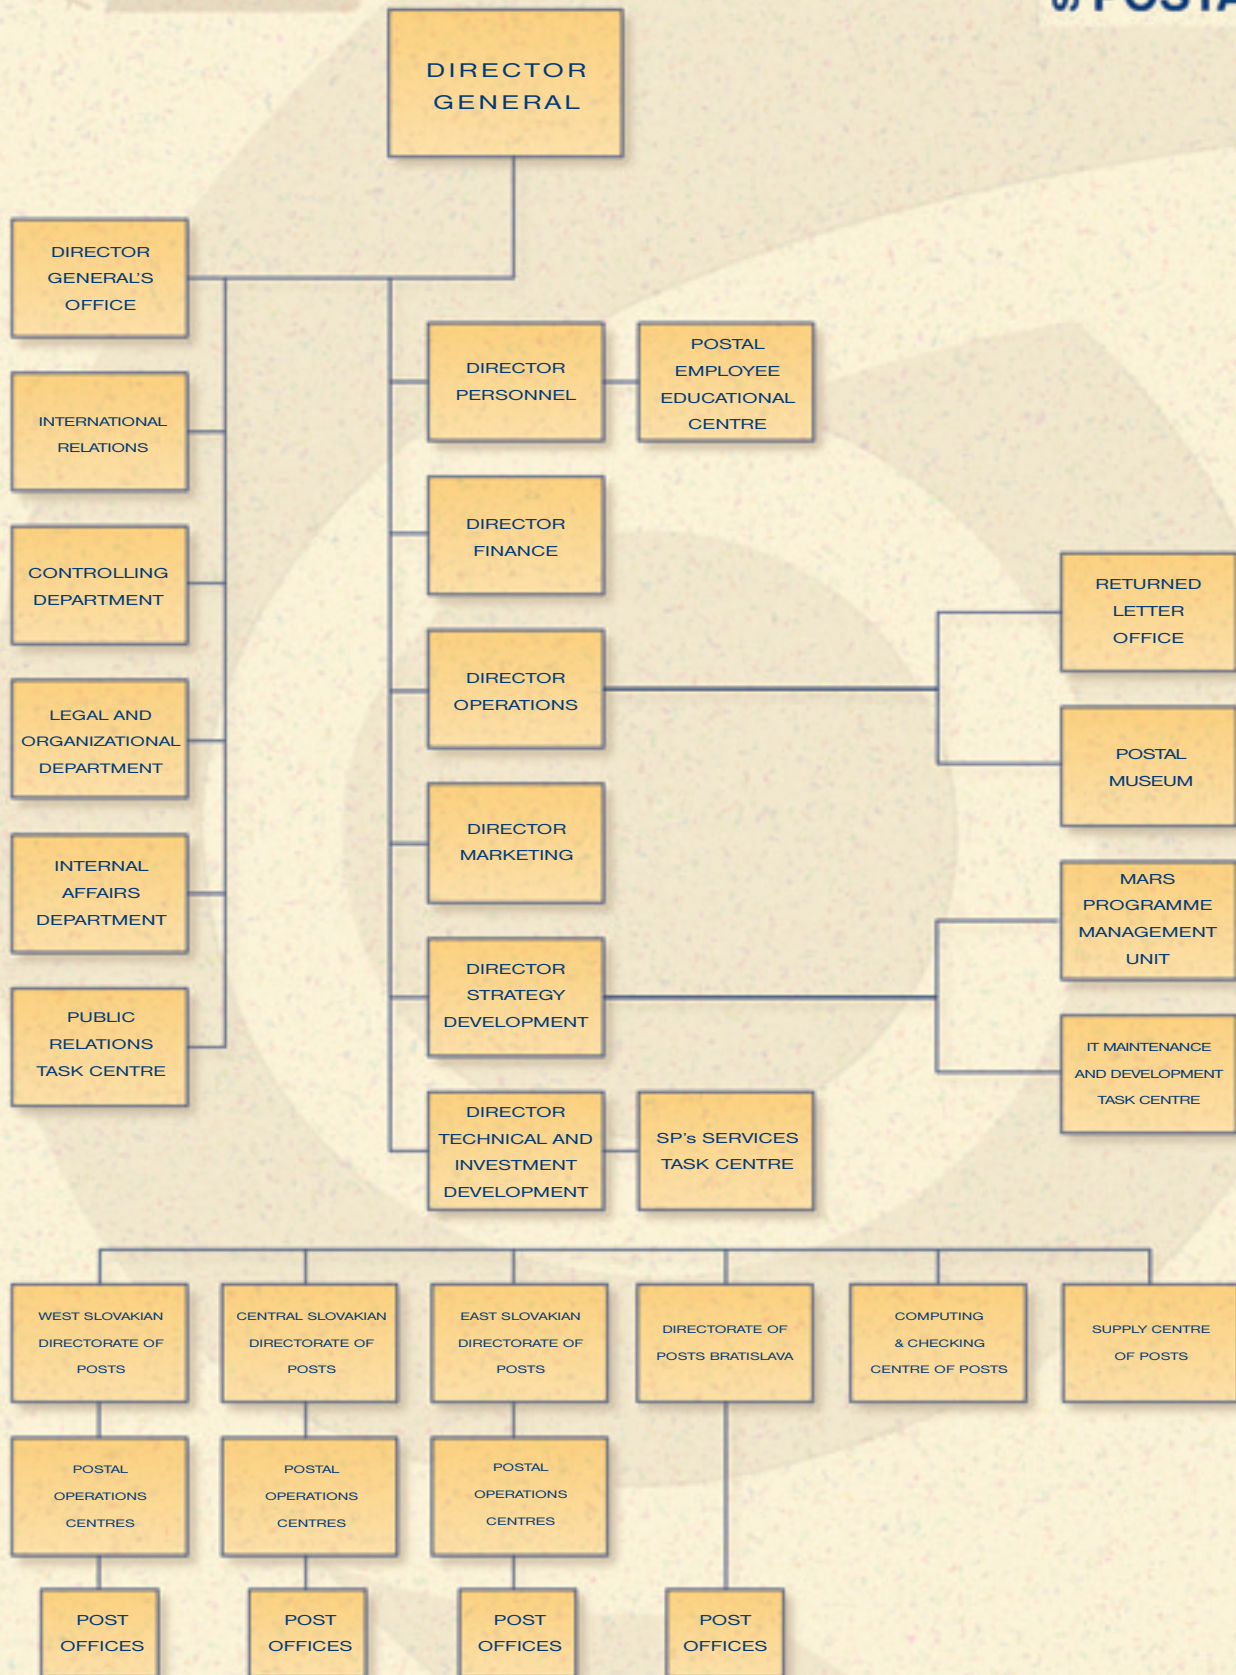 DIRECTOR
GENERAL
DIRECTOR
GENERAL'S
OFFICE
INTERNATIONAL
RELATIONS
CONTROLLING
DEPARTMENT
LEGAL AND
ORGANIZATIONAL
DEPARTMENT
INTERNAL
AFFAIRS
DEPARTMENT
PUBLIC
RELATIONS
TASK CENTRE
DIRECTOR
PERSONNEL
POSTAL
EMPLOYEE
EDUCATIONAL
CENTRE
DIRECTOR
FINANCE
DIRECTOR
OPERATIONS
RETURNED
LETTER
OFFICE
POSTAL
MUSEUM
DIRECTOR
MARKETING
DIRECTOR
STRATEGY
DEVELOPMENT
MARS
PROGRAMME
MANAGEMENT
UNIT
IT MAINTENANCE
AND DEVELOPMENT
TASK CENTRE
DIRECTOR
TECHNICAL AND
INVESTMENT
DEVELOPMENT
SP's SERVICES
TASK CENTRE
WEST SLOVAKIAN
DIRECTORATE OF
POSTS
CENTRAL SLOVAKIAN
DIRECTORATE OF
POSTS
EAST SLOVAKIAN
DIRECTORATE OF
POSTS
DIRECTORATE OF
POSTS BRATISLAVA
COMPUTING
& CHECKING
CENTRE OF POSTS
SUPPLY CENTRE
OF POSTS
POSTAL
OPERATIONS
CENTRES
POSTAL
OPERATIONS
CENTRES
POSTAL
OPERATIONS
CENTRES
POST
OFFICES
POST
OFFICES
POST
OFFICES
POST
OFFICES